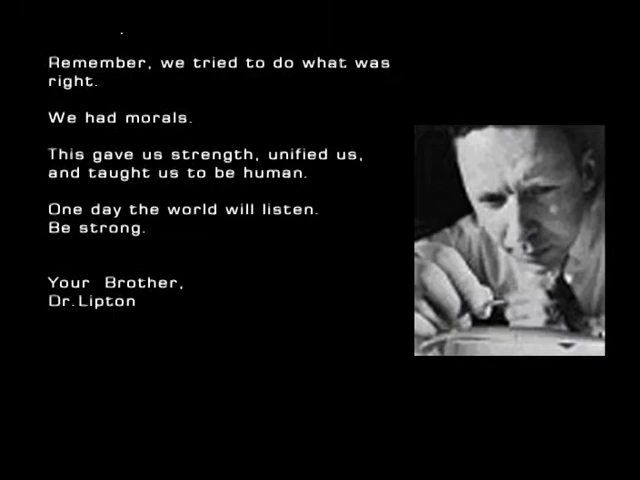 Remember, we tried to do what was
right.
We had morals.
This gave us strength, unified us,
and taught us to be human.
One day the world will listen.
Be strong.
Your Brother,
Dr.Lipton